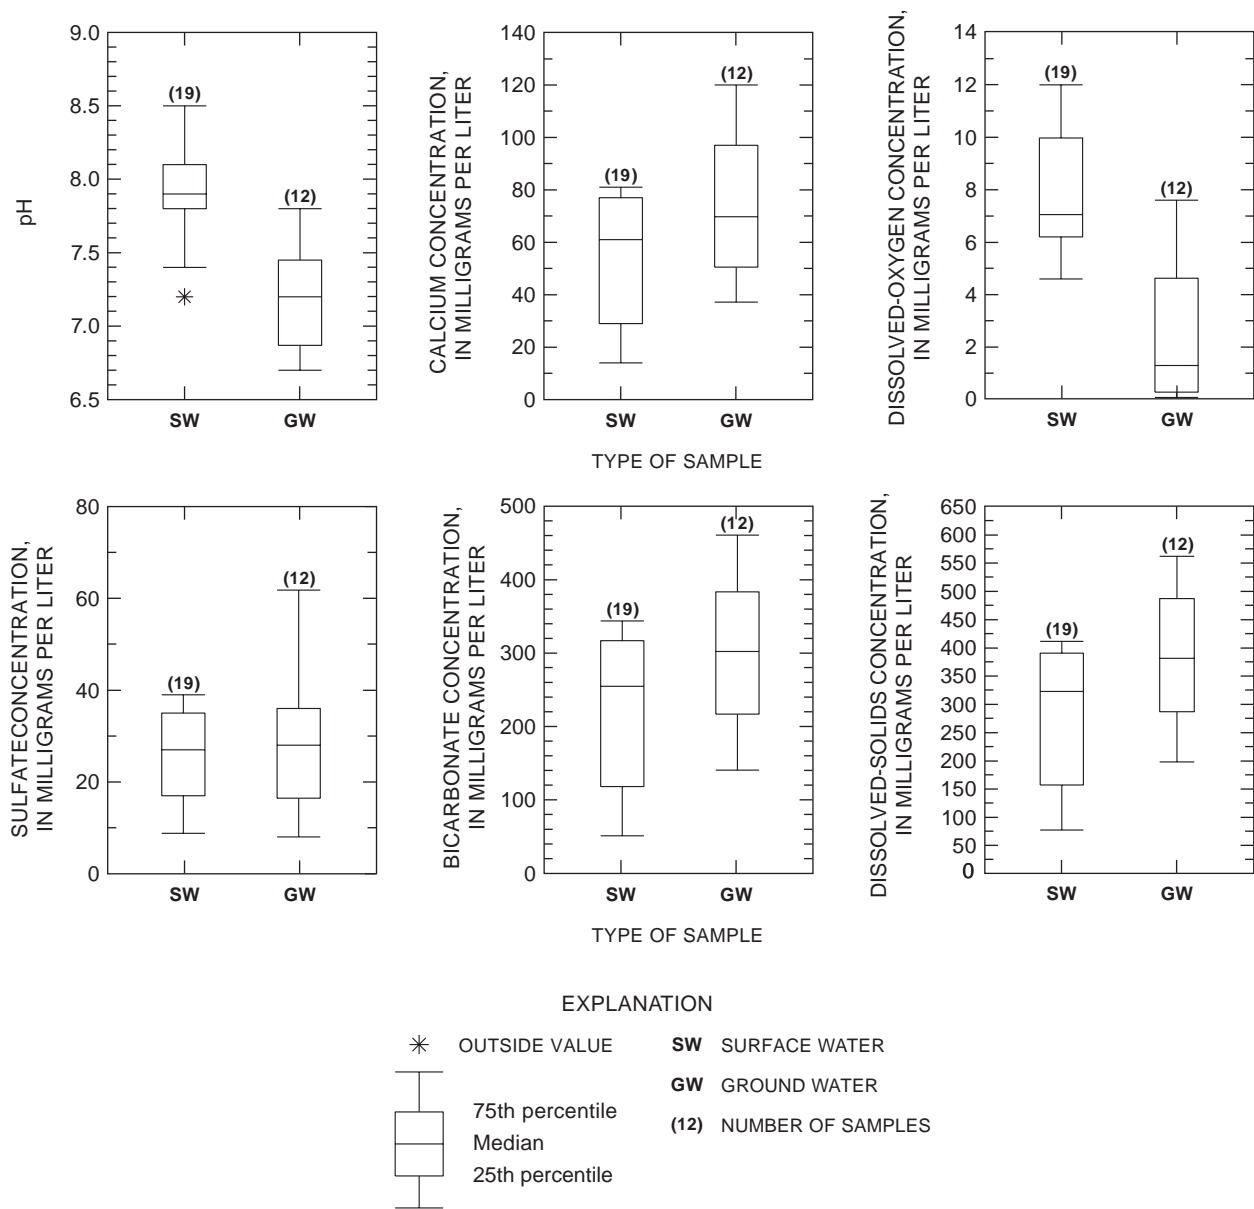 pH
9.0
8.5
8.0
7.5
7.0
6.5
(19)
(12)
SW
GW
CALCIUM CONCENTRATION,
IN MILLIGRAMS PER LITER
140
120
100
80
60
40
20
0
(19)
(12)
SW
GW
DISSOLVED-OXYGEN CONCENTRATION,
IN MILLIGRAMS PER LITER
14
12
10
8
6
4
2
0
(19)
(12)
SW
GW
TYPE OF SAMPLE
SULFATECONCENTRATION,
IN MILLIGRAMS PER LITER
80
60
40
20
0
(19)
(12)
SW
GW
BICARBONATE CONCENTRATION,
IN MILLIGRAMS PER LITER
500
400
300
200
100
0
(19)
(12)
SW
GW
DISSOLVED-SOLIDS CONCENTRATION,
IN MILLIGRAMS PER LITER
650
600
550
500
450
400
350
300
250
200
150
100
50
0
(19)
(12)
SW
GW
TYPE OF SAMPLE
EXPLANATION
OUTSIDE VALUE
75th percentile
Median
25th percentile
SW SURFACE WATER
GW GROUND WATER
(12) NUMBER OF SAMPLES